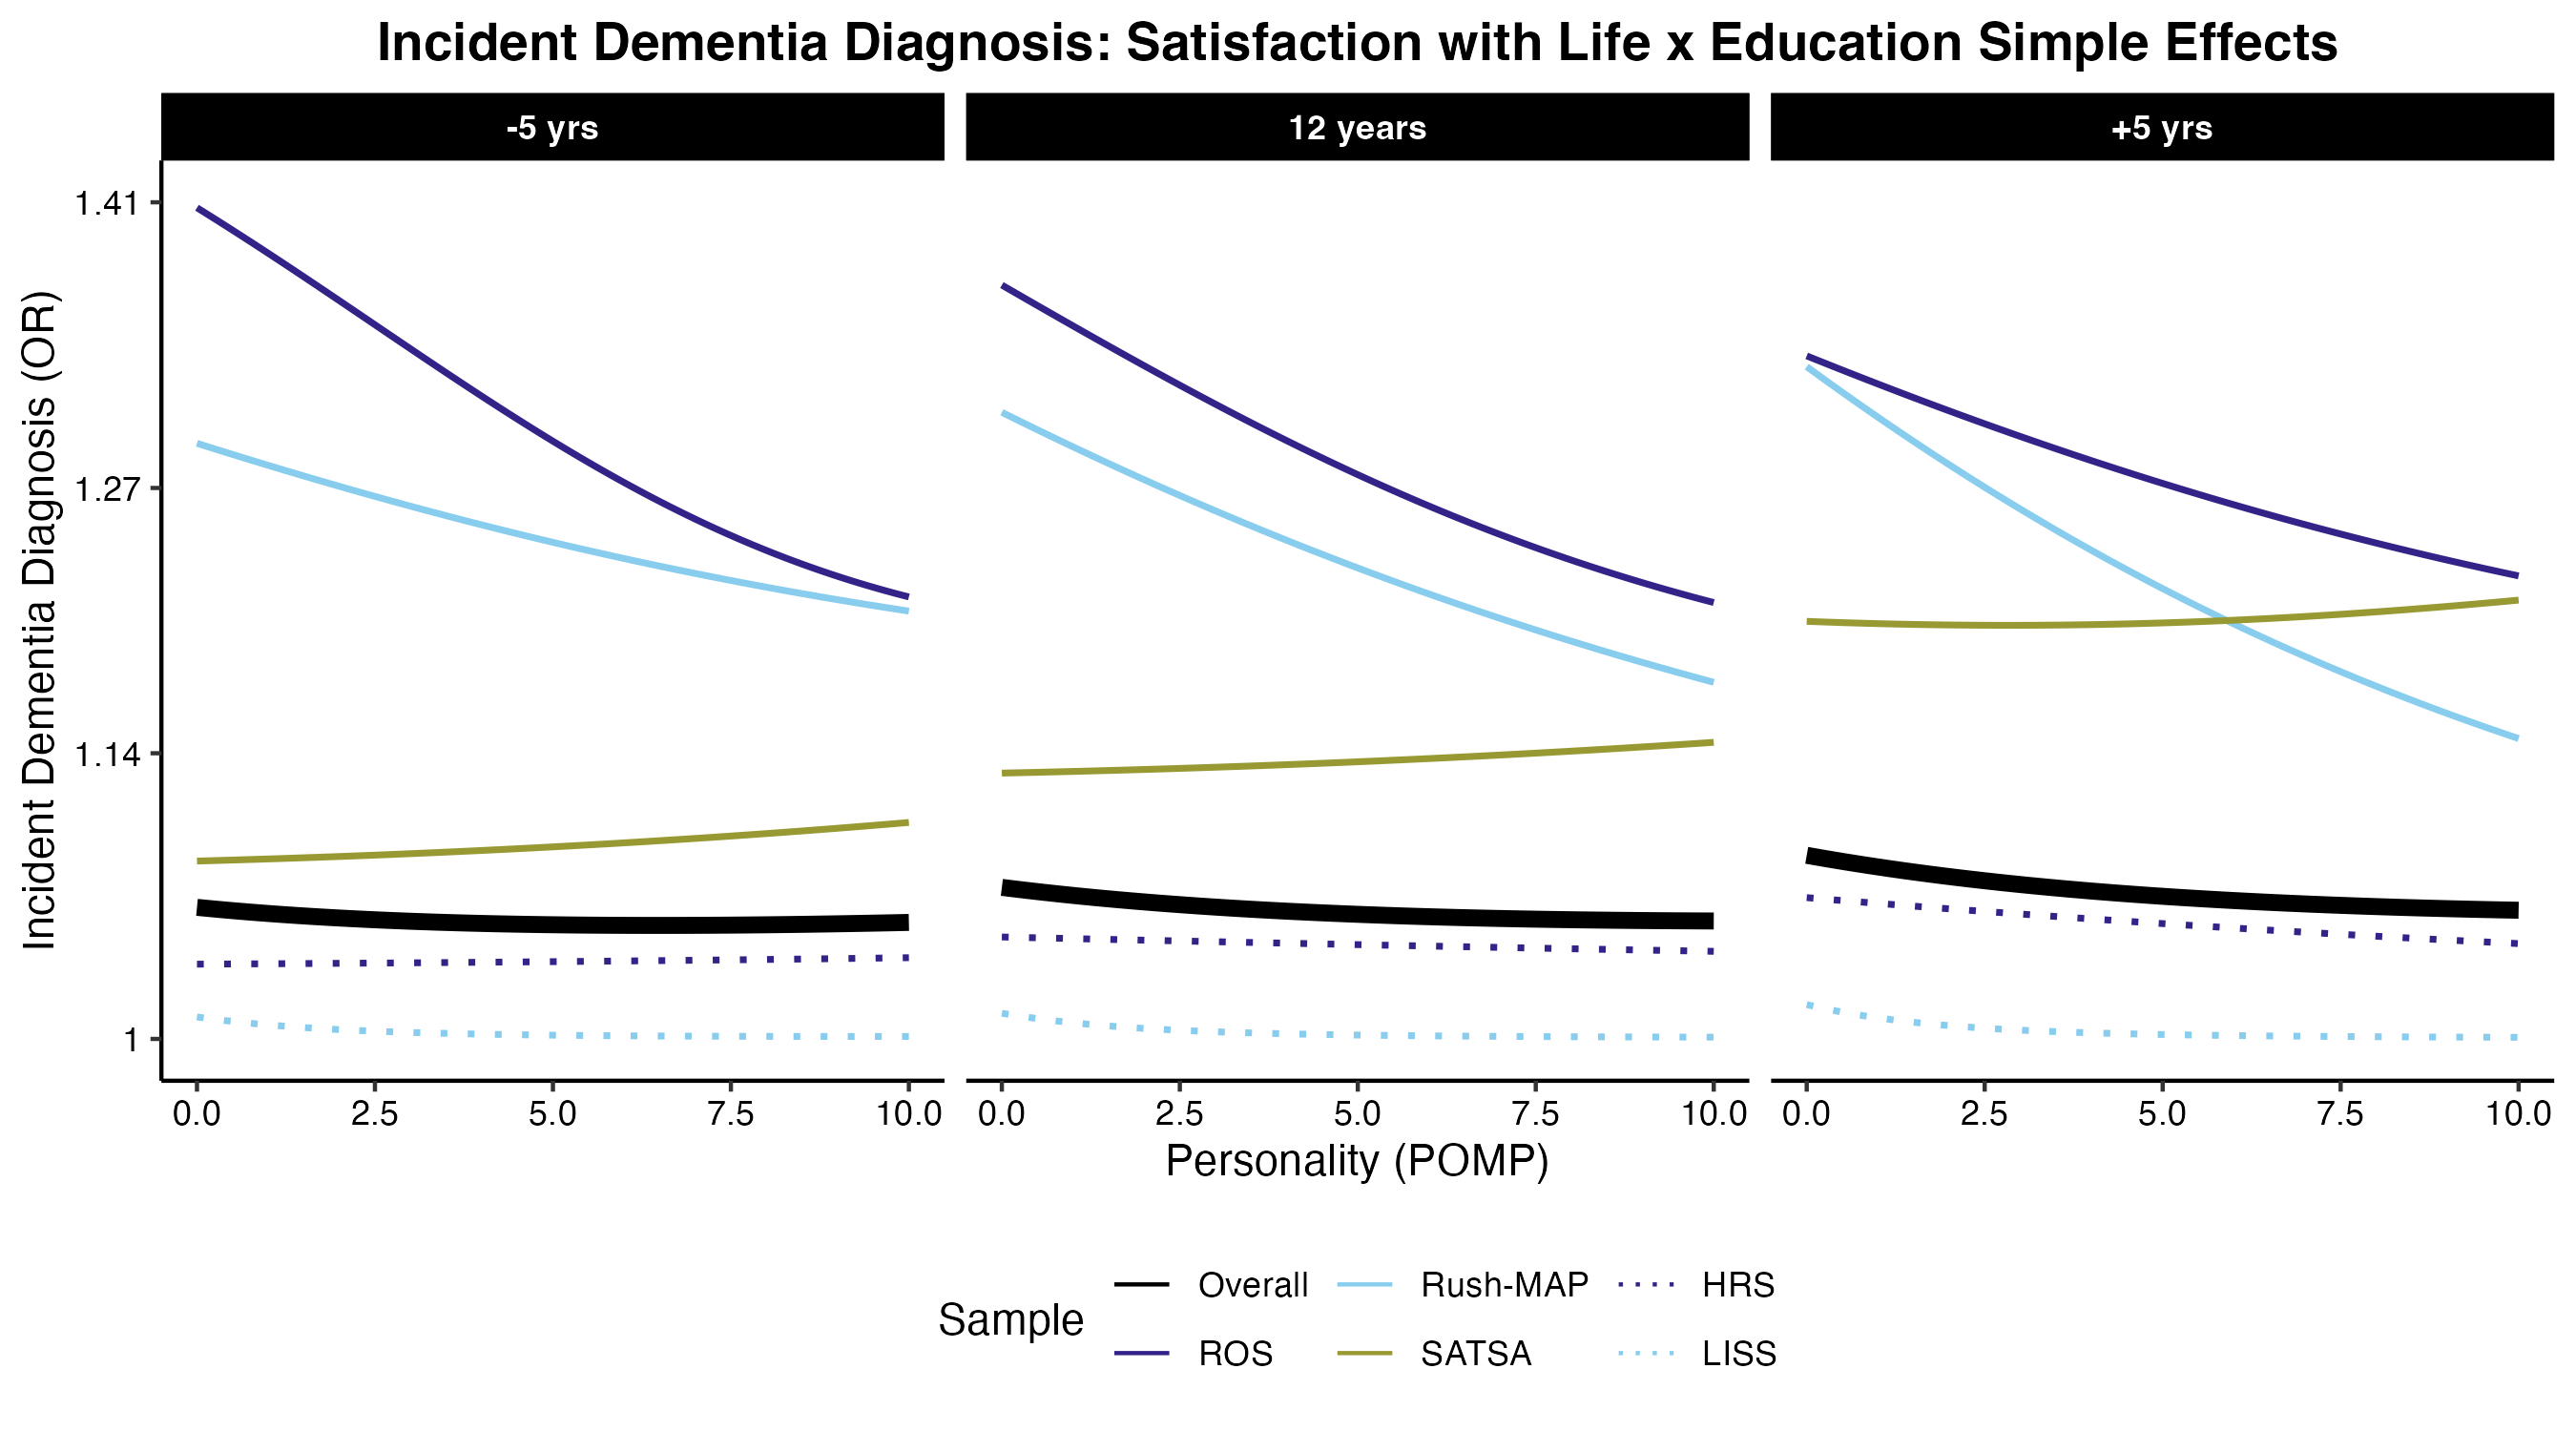 Incident Dementia Diagnosis: Satisfaction with Life x Education Simple Effects
-5 yrs
12 years
+5 yrs
Incident Dementia Diagnosis (OR)
1.41
1.27
1.14
1
0.0 2.5 5.0 7.5 10.0
0.0 2.5 5.0 7.5 10.0
0.0 2.5 5.0 7.5 10.0
Personality (POMP)
Sample
Overall Rush-MAP HRS
ROS SATSA LISS